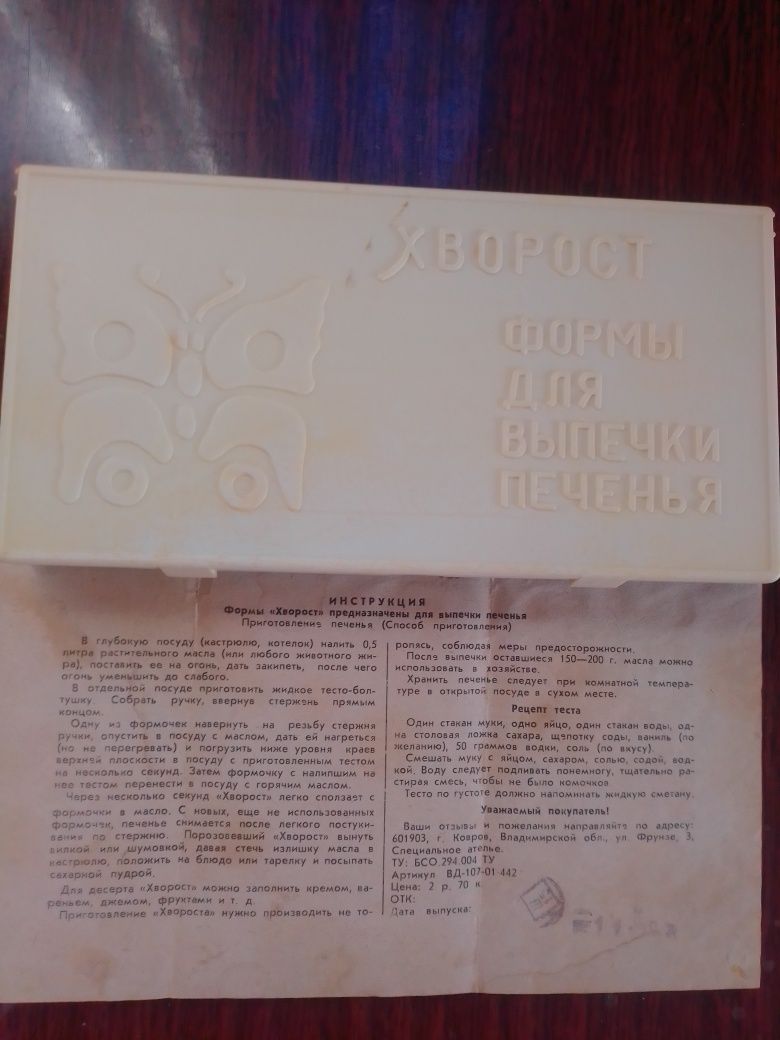 ХВОРОСТ
ФОРМЫ
ДЛЯ
ВЫПЕЧКИ
ПЕЧЕНЬЯ
ИНСТРУКЦИЯ
Формы «Хворост» предназначены для выпечки печенья
Приготовление печенья (Способ приготовления)
В глубокую посуду (кастрюлю, котелок) налить 0,5
литра растительного масла (или любого животного жи-
ра), поставить ее на огонь, дать закипеть, после чего
огонь уменьшить до слабого.
В отдельной посуде приготовить жидкое тесто-бол-
тушку. Собрать ручку, ввернув стержень прямым
концом.
Одну из формочек навернуть на резьбу стержня
ручки, опустить в посуду с маслом, дать ей нагреться
(но не перегревать) и погрузить ниже уровня краев
верхней плоскости в посуду с приготовленным тестом
на несколько секунд. Затем формочку с налипшим на
нее тестом перенести в посуду с горячим маслом.
Через несколько секунд «Хворост» легко сползает с
формочки в масло. С новых, еще не использованных
формочек, печенье снимается после легкого постуки-
вания по стержню. Порозовевший «Хворост» вынуть
вилкой или шумовкой, давая стечь излишку масла в
кастрюлю, положить на блюдо или тарелку и посыпать
сахарной пудрой.
Для десерта «Хворост» можно заполнить кремом, ва-
реньем, джемом, фруктами и т. д.
Приготовление «Хвороста» нужно производить не то-
ропясь, соблюдая меры предосторожности.
После выпечки оставшиеся 150—200 г. масла можно
использовать в хозяйстве.
Хранить печенье следует при комнатной темпера-
туре в открытой посуде в сухом месте.
Рецепт теста
Один стакан муки, одно яйцо, один стакан воды, од-
на столовая ложка сахара, щепотку соды, ваниль (по
желанию), 50 граммов водки, соль (по вкусу).
Смешать муку с яйцом, сахаром, солью, содой, вод-
кой. Воду следует подливать понемногу, тщательно ра-
стирая смесь, чтобы не было комочков.
Тесто по густоте должно напоминать жидкую сметану.
Уважаемый покупатель!
Ваши отзывы и пожелания направляйте по адресу:
601903, г. Ковров, Владимирской обл., ул. Фрунзе, 3,
Специальное ателье.
ТУ: БСО.294.004 ТУ
Артикул ВД-107-01-442
Цена: 2 р. 70 к.
ОТК:
Дата выпуска: